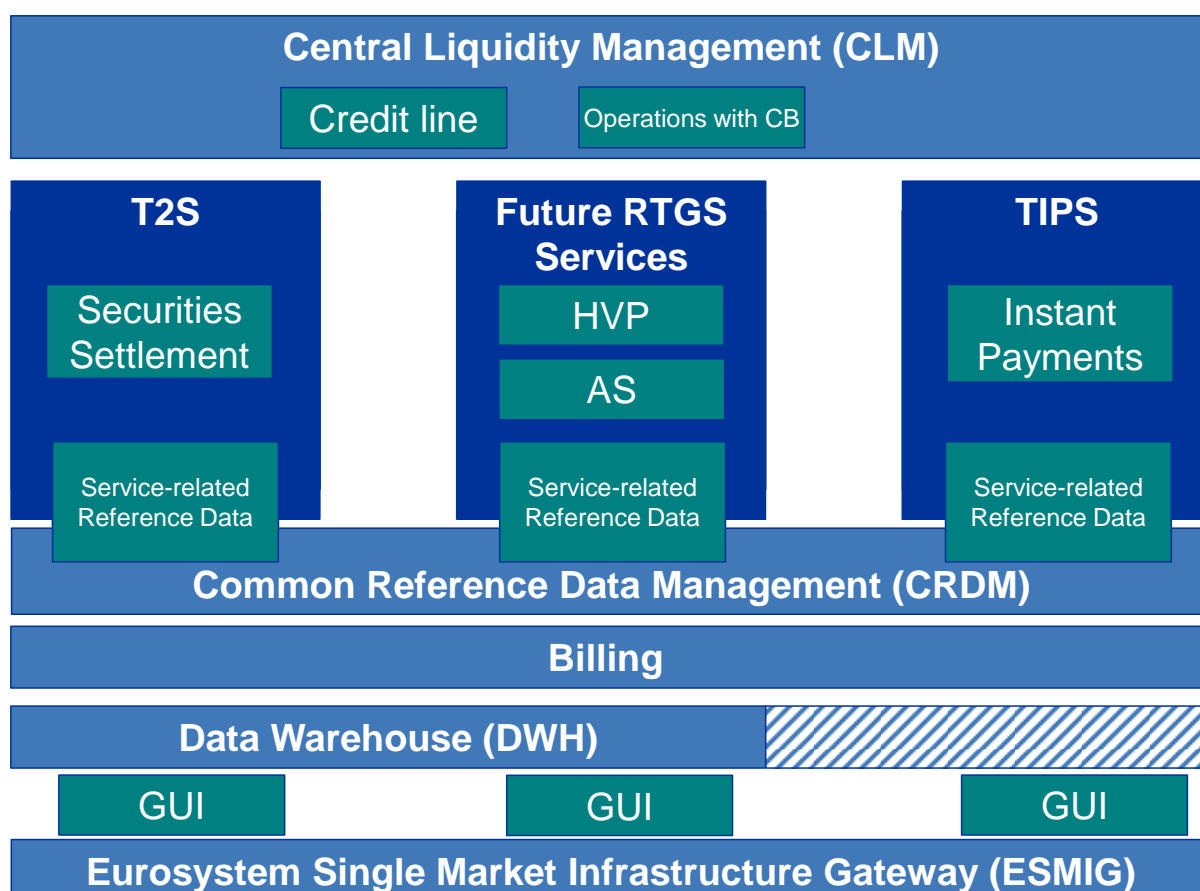 Central Liquidity Management (CLM)
Credit line
Operations with CB
T2S
Future RTGS
Services
TIPS
Securities
Settlement
HVP
AS
Instant
Payments
Service-related
Reference Data
Service-related
Reference Data
Service-related
Reference Data
Common Reference Data Management (CRDM)
Billing
Data Warehouse (DWH)
GUI
GUI
GUI
Eurosystem Single Market Infrastructure Gateway (ESMIG)